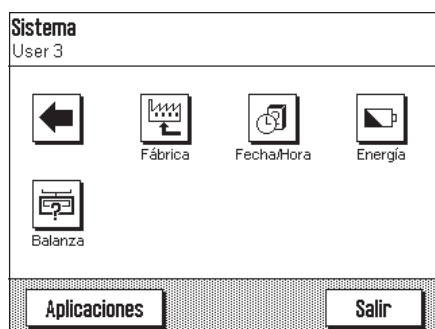 Sistema
User 3
Fábrica
Fecha/Hora
Energía
?
Balanza
Aplicaciones
Salir